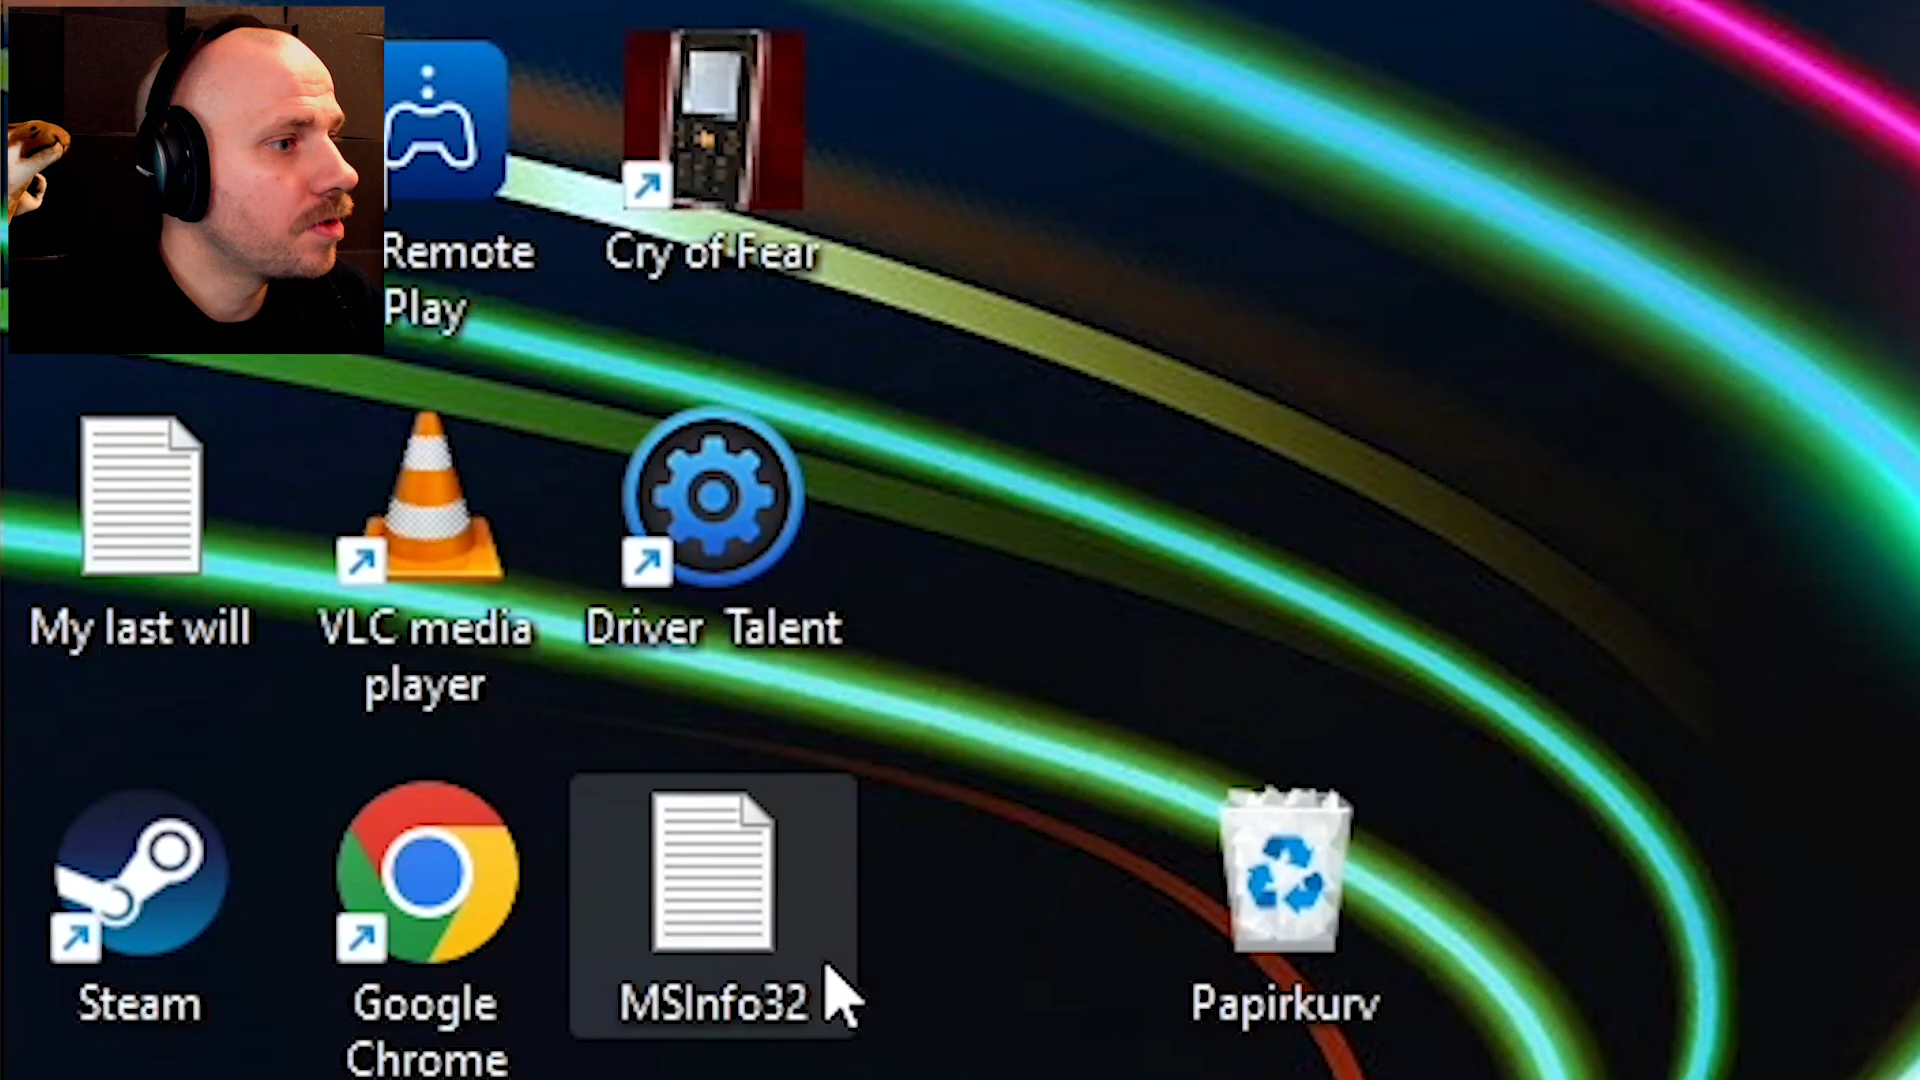 Remote
Play
Cry of Fear
My last will
VLC media
player
Driver Talent
Steam
Google
Chrome
MSInfo32
Papirkurv